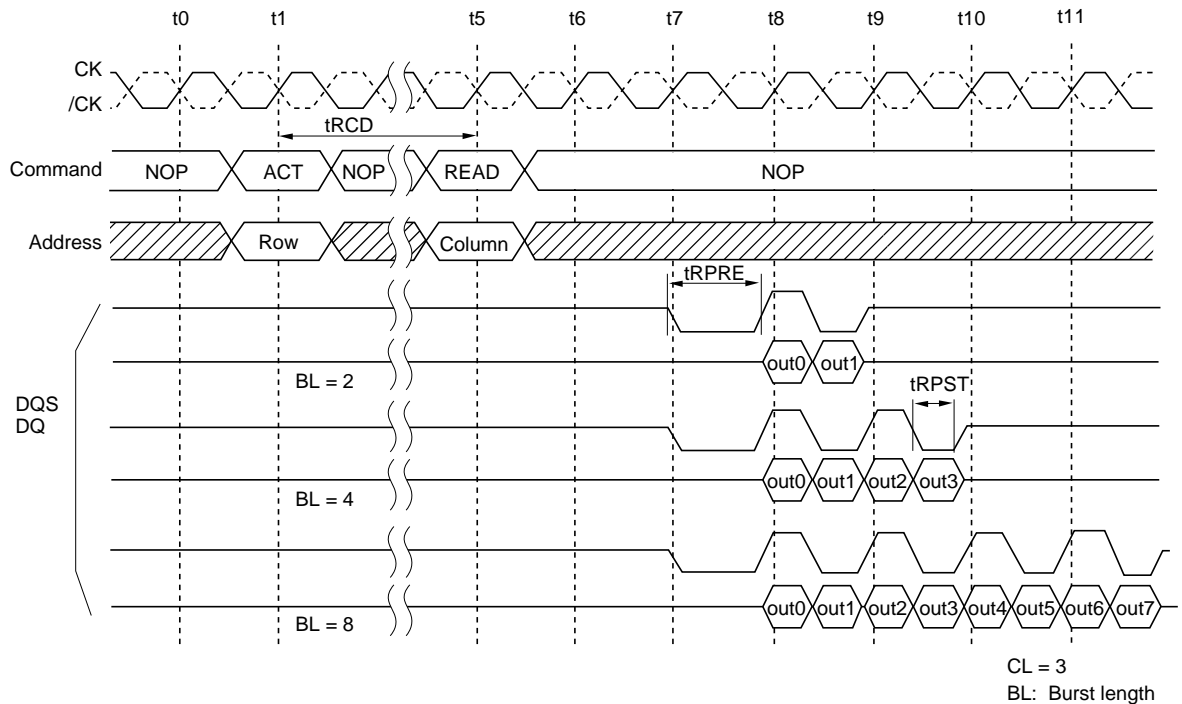 t0 t1 t5 t6 t7 t8 t9 t10 t11
CK
/CK
tRCD
Command NOP ACT NOP READ NOP
Address Row Column
tRPRE
out0 out1
BL = 2
tRPST
DQS
DQ
out0 out1 out2 out3
BL = 4
out0 out1 out2 out3 out4 out5 out6 out7
BL = 8
CL = 3
BL: Burst length